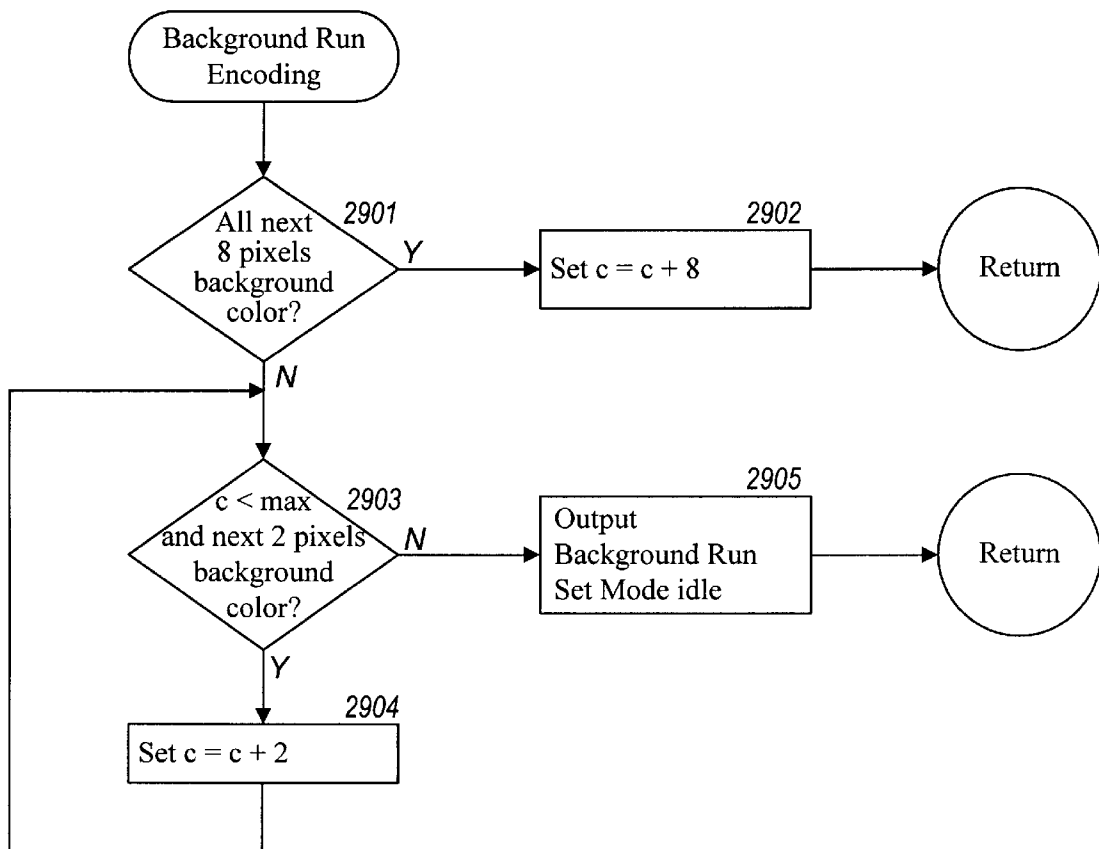 Background Run
Encoding
2901
All next
8 pixels
background
color?
Y
2902
Set c = c + 8
Return
N
2903
c < max
and next 2 pixels
background
color?
N
2905
Output
Background Run
Set Mode idle
Return
Y
2904
Set c = c + 2